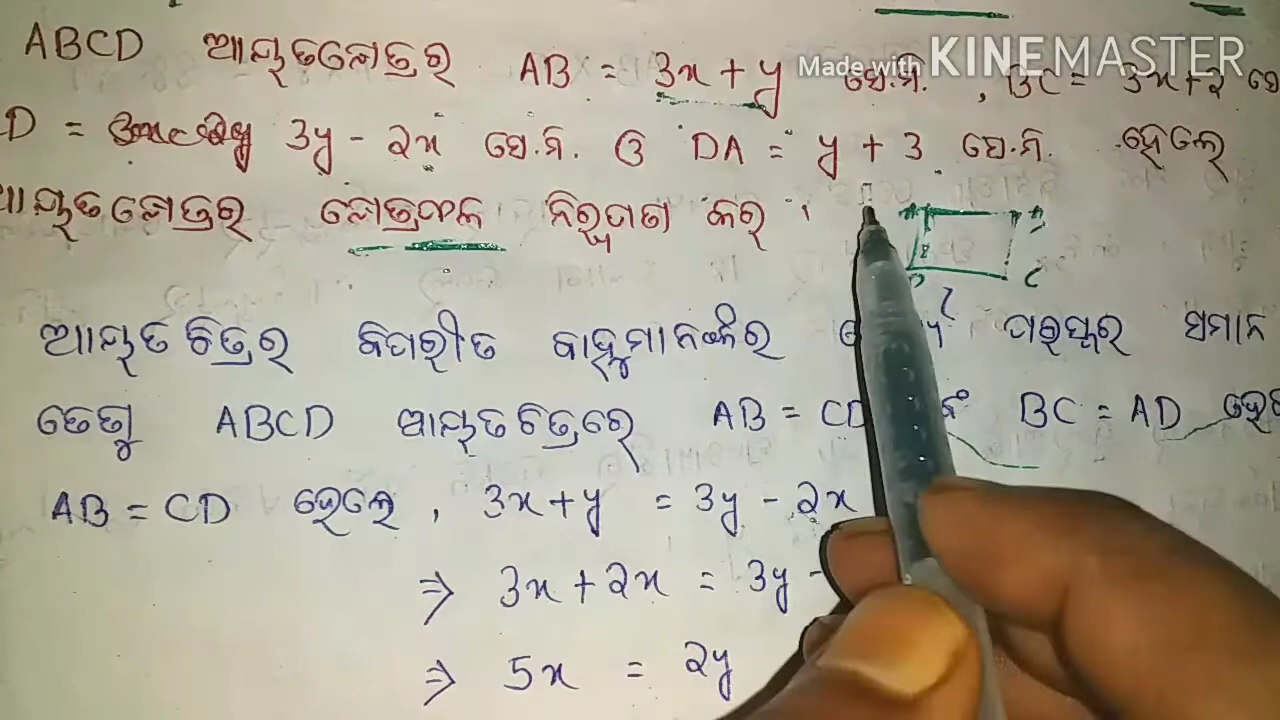 ABCD ଆୟତକ୍ଷେତ୍ରର AB = 3x + y ସେ.ମି. , BC = 3x + 2 ସେ
Made with KINEMASTER
D = 3y - 2x ସେ.ମି. ଓ DA = y + 3 ସେ.ମି. ହେଲେ
ଆୟତକ୍ଷେତ୍ରର କ୍ଷେତ୍ରଫଳ ନିରୂପଣ କର ।
C
ଆୟତଚିତ୍ରର ବିପରୀତ ବାହୁମାନଙ୍କର ପରସ୍ପର ସମାନ
ତେଣୁ ABCD ଆୟତଚିତ୍ରରେ AB = CD BC = AD
AB = CD ହେଲେ , 3x + y = 3y - 2x
⇒ 3x + 2x = 3y -
⇒ 5x = 2y